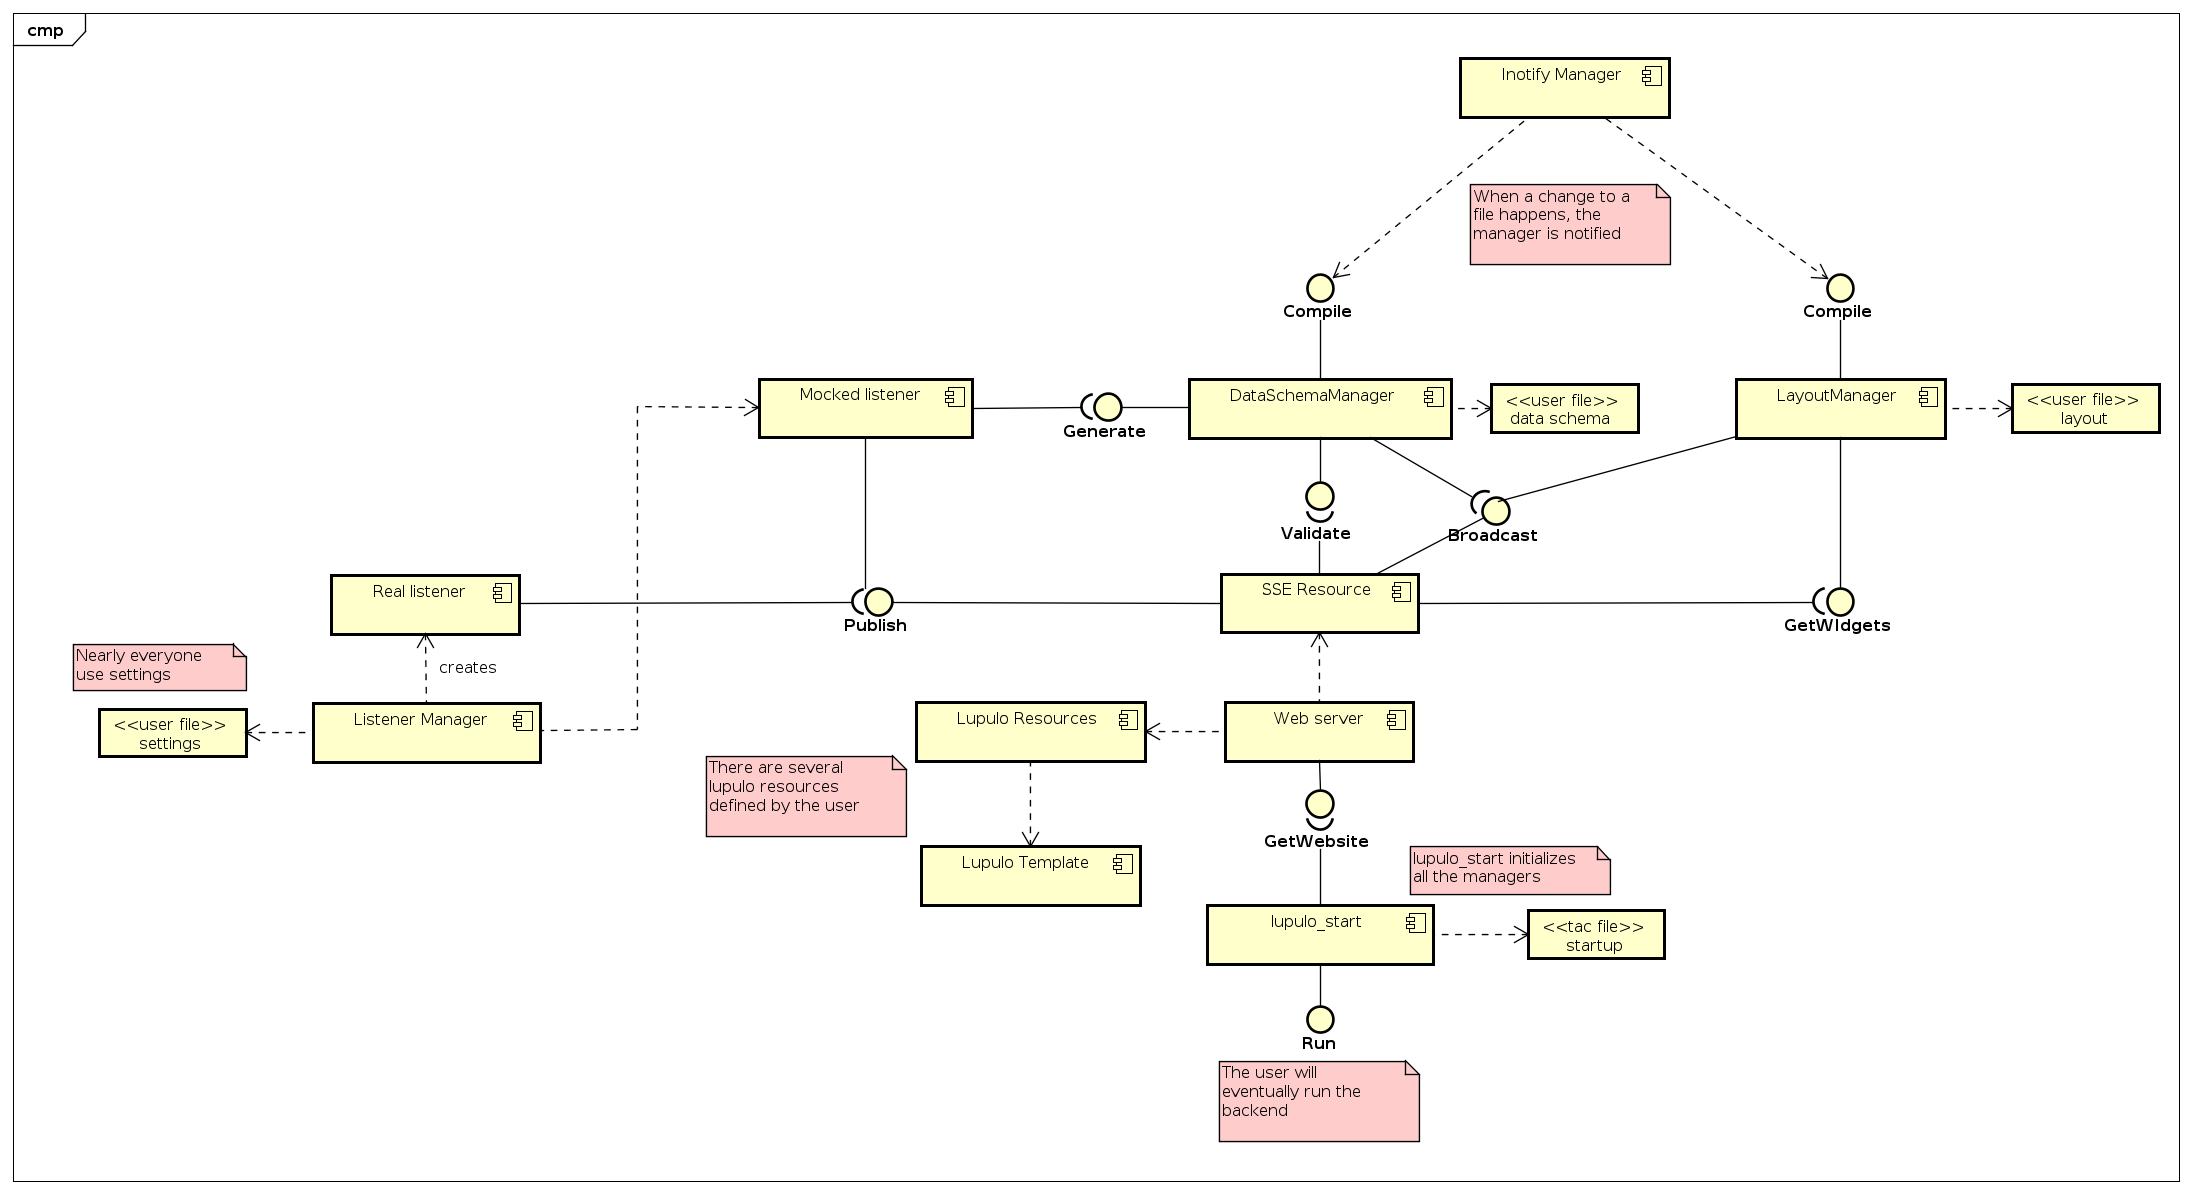 cmp
Inotify Manager
When a change to a
file happens, the
manager is notified
Compile
Compile
Mocked listener
Generate
DataSchemaManager
<<user file>>
data schema
LayoutManager
<<user file>>
layout
Validate
Broadcast
Real listener
Publish
SSE Resource
GetWIdgets
Nearly everyone
use settings
creates
<<user file>>
settings
Listener Manager
Lupulo Resources
Web server
There are several
lupulo resources
defined by the user
GetWebsite
Lupulo Template
lupulo_start initializes
all the managers
lupulo_start
<<tac file>>
startup
Run
The user will
eventually run the
backend